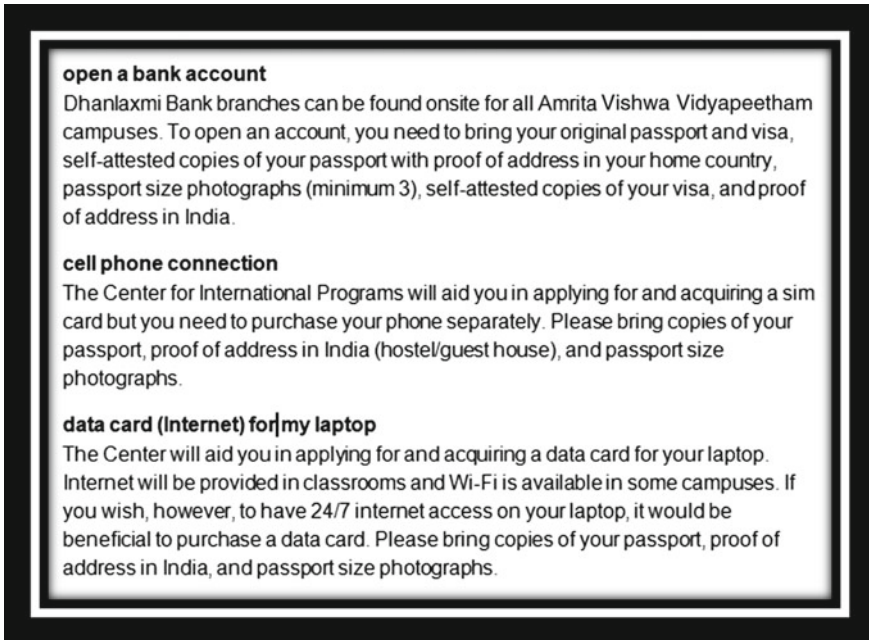 open a bank account
Dhanlaxmi Bank branches can be found onsite for all Amrita Vishwa Vidyapeetham
campuses. To open an account, you need to bring your original passport and visa,
self-attested copies of your passport with proof of address in your home country,
passport size photographs (minimum 3), self-attested copies of your visa, and proof
of address in India.
cell phone connection
The Center for International Programs will aid you in applying for and acquiring a sim
card but you need to purchase your phone separately. Please bring copies of your
passport, proof of address in India (hostel/guest house), and passport size
photographs.
data card (Internet) for my laptop
The Center will aid you in applying for and acquiring a data card for your laptop.
Internet will be provided in classrooms and Wi-Fi is available in some campuses. If
you wish, however, to have 24/7 internet access on your laptop, it would be
beneficial to purchase a data card. Please bring copies of your passport, proof of
address in India, and passport size photographs.